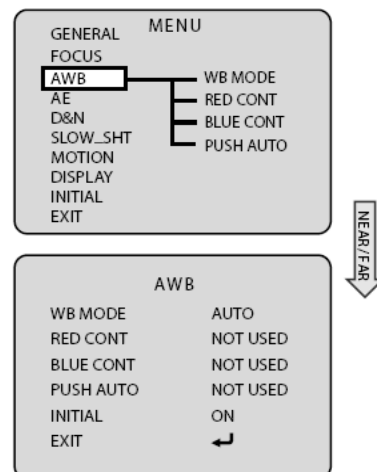 MENU
GENERAL
FOCUS
AWB
AE
D&N
SLOW_SHT
MOTION
DISPLAY
INITIAL
EXIT
WB MODE
RED CONT
BLUE CONT
PUSH AUTO
NEAR/FAR
AWB
WB MODE AUTO
RED CONT NOT USED
BLUE CONT NOT USED
PUSH AUTO NOT USED
INITIAL ON
EXIT ↵